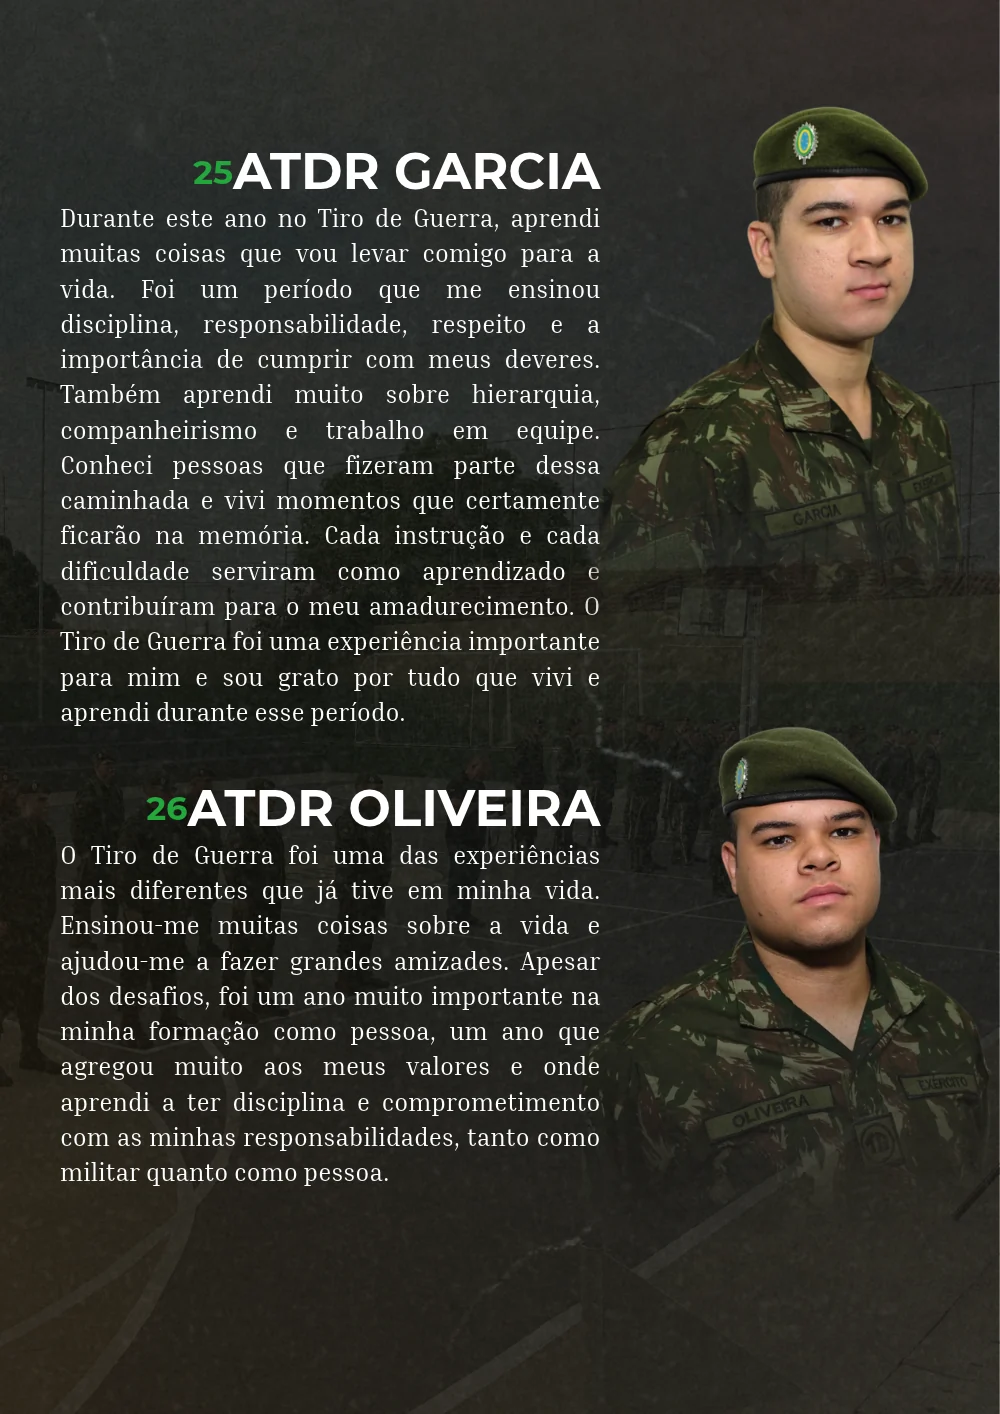 25ATDR GARCIA
Durante este ano no Tiro de Guerra, aprendi
muitas coisas que vou levar comigo para a
vida. Foi um período que me ensinou
disciplina, responsabilidade, respeito e a
importância de cumprir com meus deveres.
Também aprendi muito sobre hierarquia,
companheirismo e trabalho em equipe.
Conheci pessoas que fizeram parte dessa
caminhada e vivi momentos que certamente
ficarão na memória. Cada instrução e cada
dificuldade serviram como aprendizado e
contribuíram para o meu amadurecimento. O
Tiro de Guerra foi uma experiência importante
para mim e sou grato por tudo que vivi e
aprendi durante esse período.
GARCIA
EXÉRCITO
26ATDR OLIVEIRA
O Tiro de Guerra foi uma das experiências
mais diferentes que já tive em minha vida.
Ensinou-me muitas coisas sobre a vida e
ajudou-me a fazer grandes amizades. Apesar
dos desafios, foi um ano muito importante na
minha formação como pessoa, um ano que
agregou muito aos meus valores e onde
aprendi a ter disciplina e comprometimento
com as minhas responsabilidades, tanto como
militar quanto como pessoa.
OLIVEIRA
EXÉRCITO